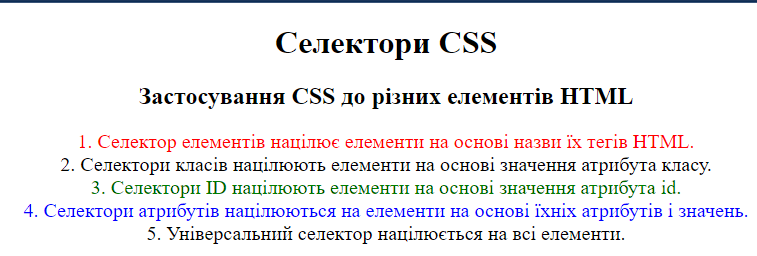 Селектори CSS
Застосування CSS до різних елементів HTML
1. Селектор елементів націлює елементи на основі назви їх тегів HTML.
2. Селектори класів націлюють елементи на основі значення атрибута класу.
3. Селектори ID націлюють елементи на основі значення атрибута id.
4. Селектори атрибутів націлюються на елементи на основі їхніх атрибутів і значень.
5. Універсальний селектор націлюється на всі елементи.